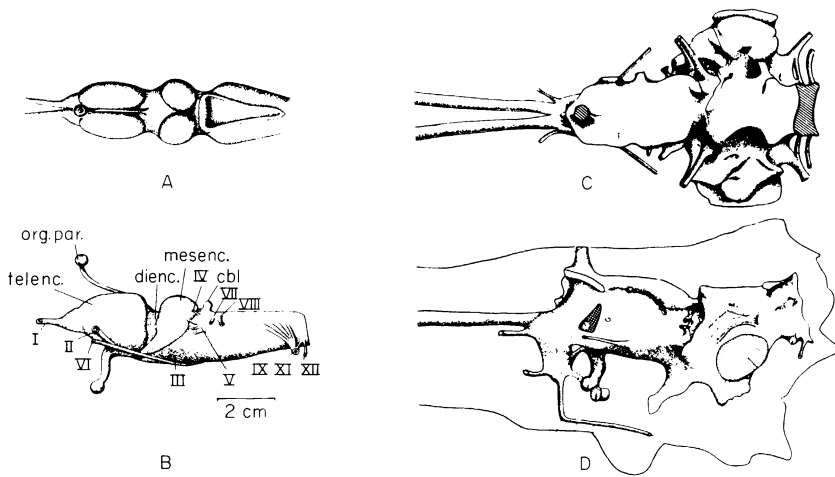 A
C
org. par.
mesenc.
dienc.
IV cbl
telenc.
VII
VIII
I
II
VI
III
V
IX XI XII
2 cm
B
D